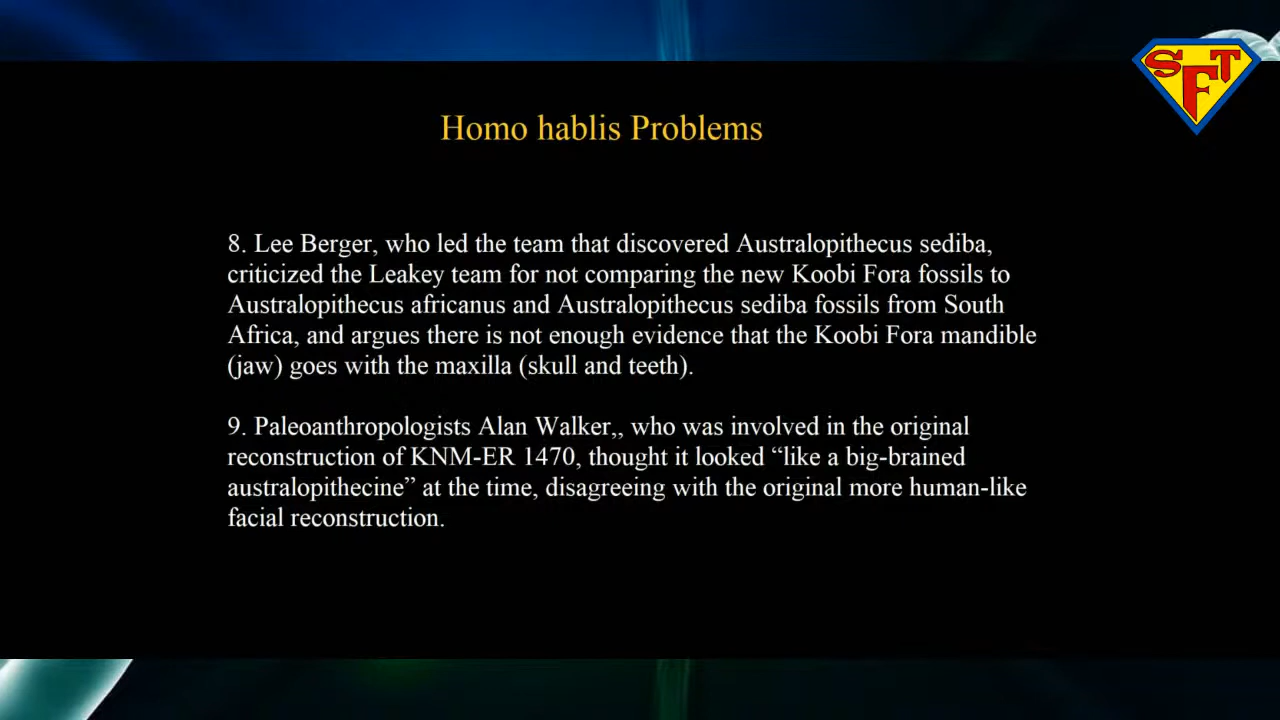 SFT
Homo hablis Problems
8. Lee Berger, who led the team that discovered Australopithecus sediba,
criticized the Leakey team for not comparing the new Koobi Fora fossils to
Australopithecus africanus and Australopithecus sediba fossils from South
Africa, and argues there is not enough evidence that the Koobi Fora mandible
(jaw) goes with the maxilla (skull and teeth).
9. Paleoanthropologists Alan Walker,, who was involved in the original
reconstruction of KNM-ER 1470, thought it looked “like a big-brained
australopithecine” at the time, disagreeing with the original more human-like
facial reconstruction.